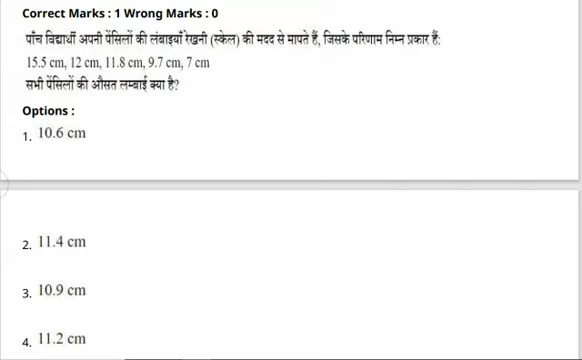 Correct Marks : 1 Wrong Marks : 0
पाँच विद्यार्थी अपनी पेंसिलों की लंबाइयाँ रेखनी (स्केल) की मदद से मापते हैं, जिसके परिणाम निम्न प्रकार हैं:
15.5 cm, 12 cm, 11.8 cm, 9.7 cm, 7 cm
सभी पेंसिलों की औसत लम्बाई क्या है?
Options :
1. 10.6 cm
2. 11.4 cm
3. 10.9 cm
4. 11.2 cm